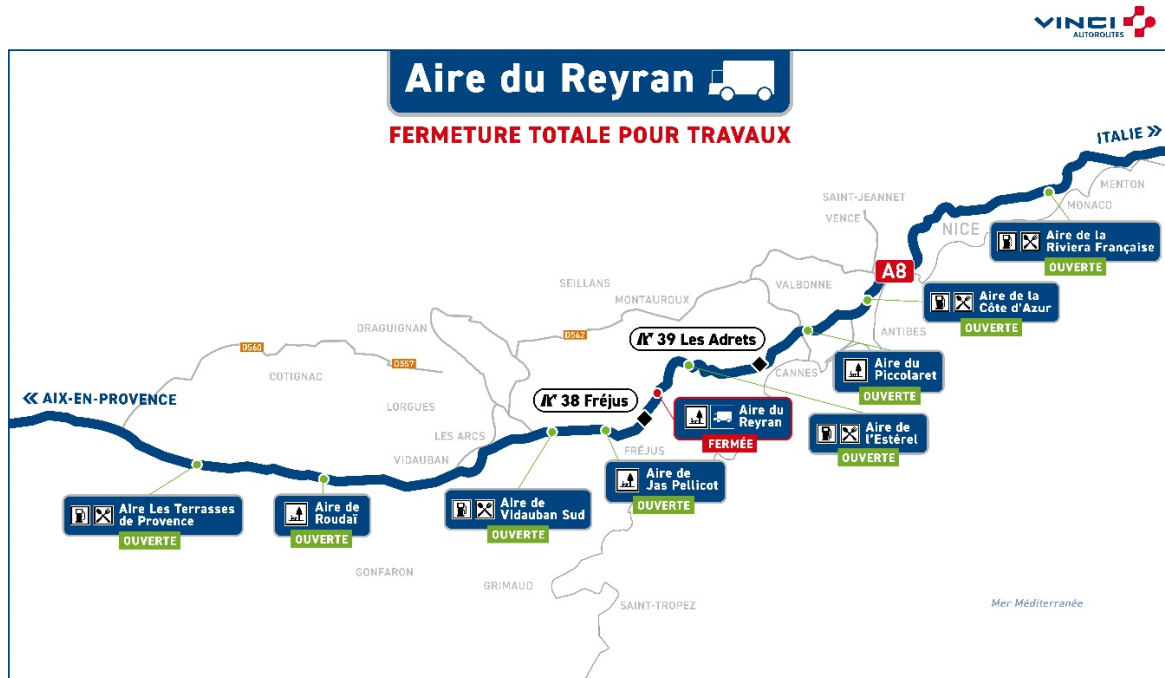 VINCI
AUTOROUTES
Aire du Reyran
FERMETURE TOTALE POUR TRAVAUX
ITALIE >>
MENTON
MONACO
SAINT-JEANNET
VENCE
NICE
Aire de la
Riviera Française
OUVERTE
A8
SEILLANS
MONTAUROUX
VALBONNE
Aire de la
Côte d'Azur
OUVERTE
ANTIBES
DRAGUIGNAN
D562
39 Les Adrets
D560
D557
COTIGNAC
CANNES
Aire du
Piccolaret
OUVERTE
<< AIX-EN-PROVENCE
LORGUES
38 Fréjus
Aire du
Reyran
FERMÉE
Aire de
l'Estérel
OUVERTE
LES ARCS
VIDAUBAN
FRÉJUS
Aire de
Jas Pellicot
OUVERTE
AIre Les Terrasses
de Provence
OUVERTE
Aire de
Roudaï
OUVERTE
AIre de
VIdauban Sud
OUVERTE
GONFARON
GRIMAUD
SAINT-TROPEZ
Mer Méditerranée